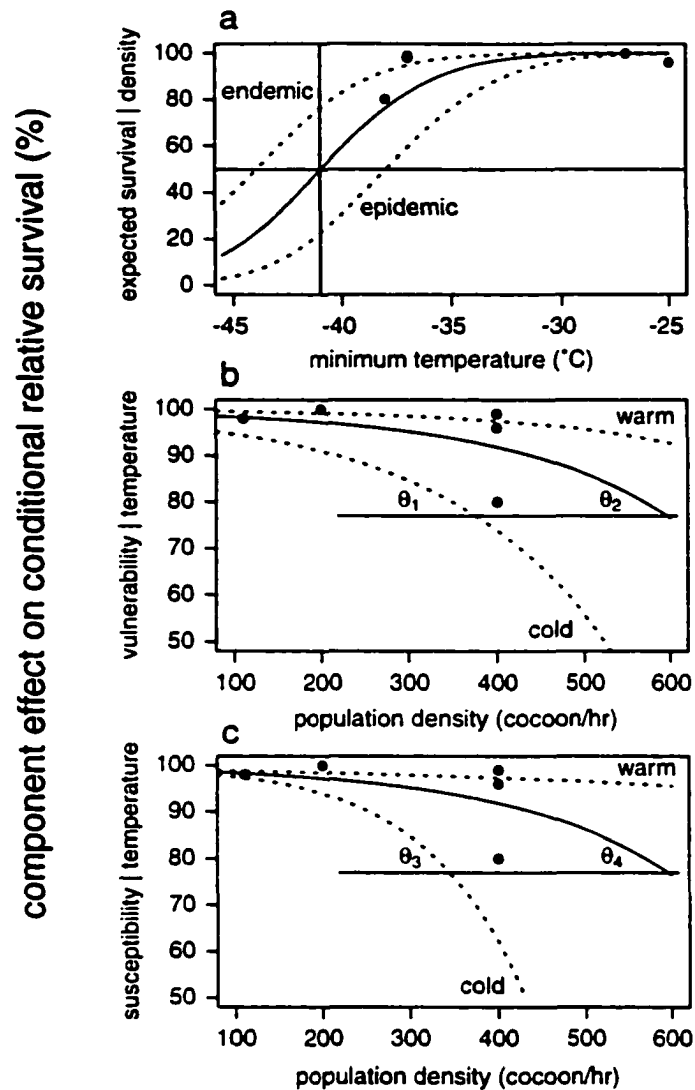 component effect on conditional relative survival (%)
a
expected survival | density
100
80
60
40
20
0
endemic
epidemic
-45 -40 -35 -30 -25
minimum temperature (°C)
b
vulnerability | temperature
100
90
80
70
60
50
warm
θ1 θ2
cold
100 200 300 400 500 600
population density (cocoon/hr)
c
susceptibility | temperature
100
90
80
70
60
50
warm
θ3 θ4
cold
100 200 300 400 500 600
population density (cocoon/hr)